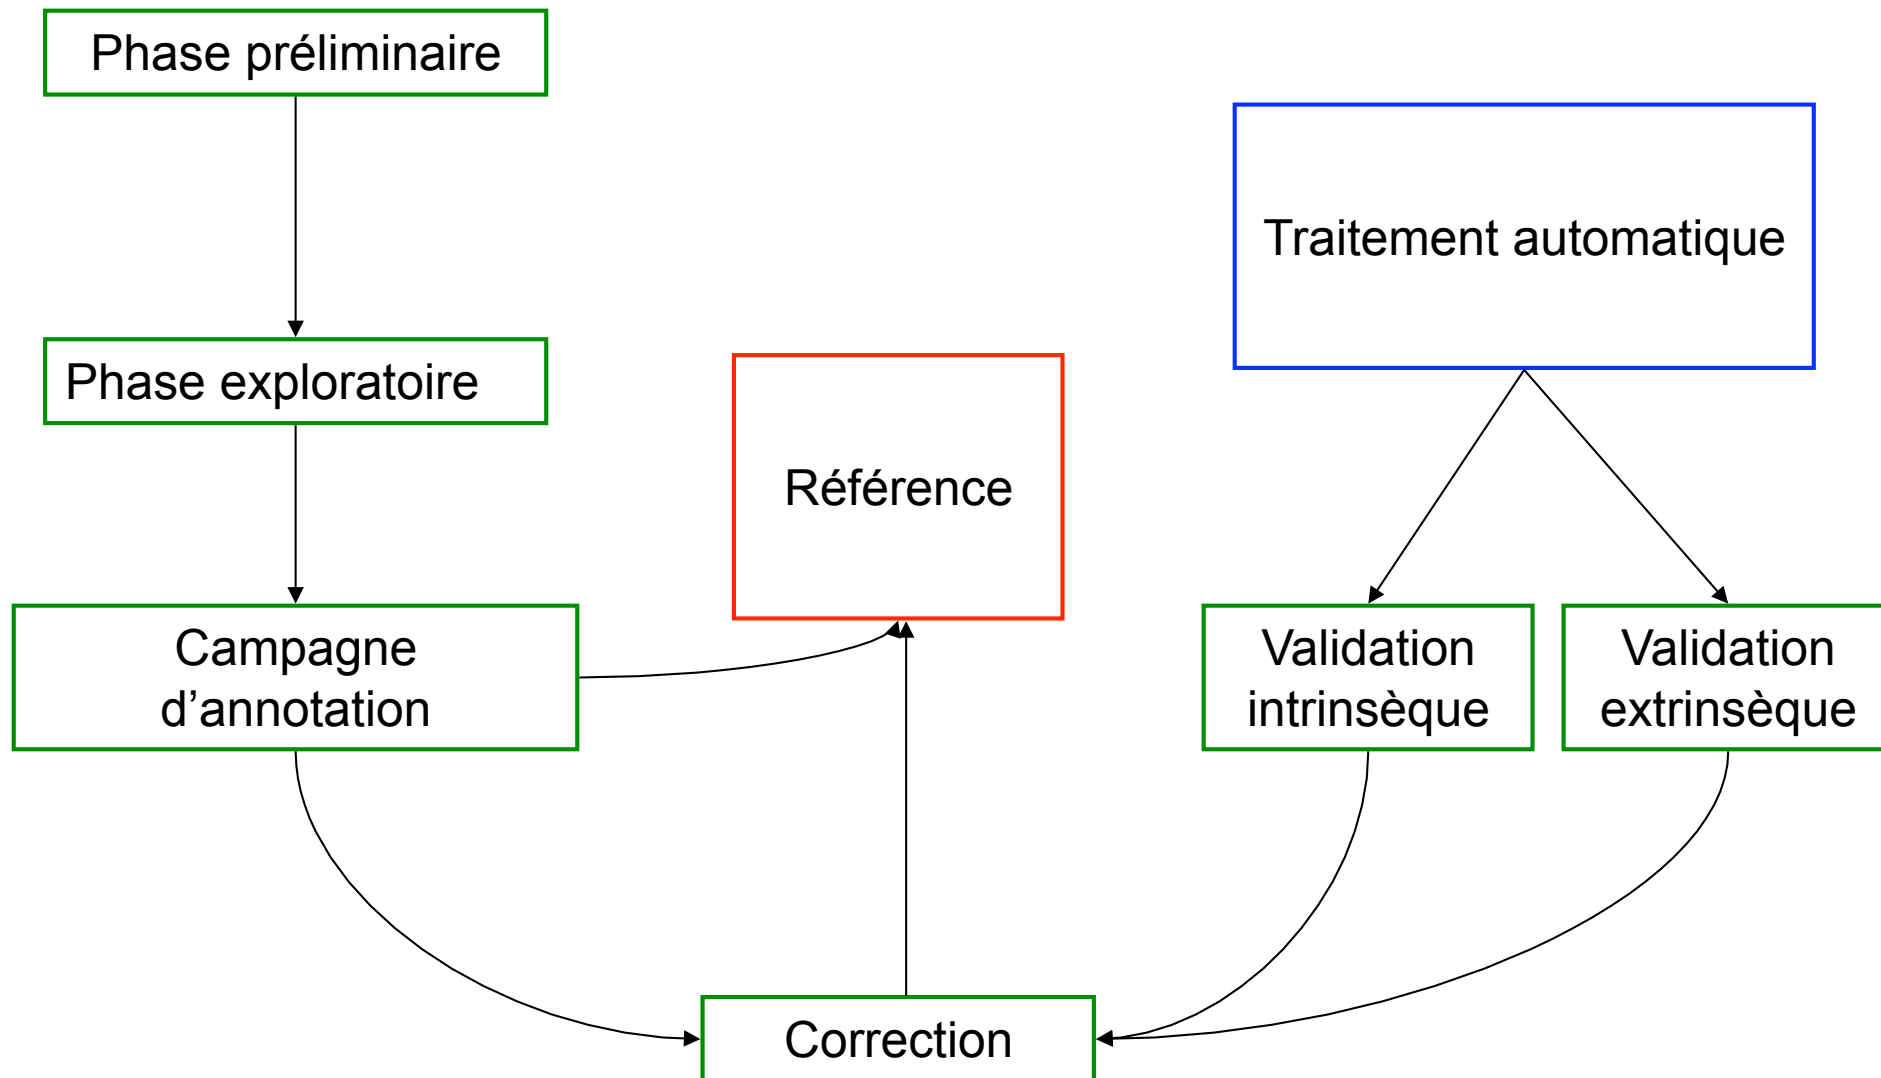 Phase préliminaire
Traitement automatique
Phase exploratoire
Référence
Campagne
d’annotation
Validation
intrinsèque
Validation
extrinsèque
Correction